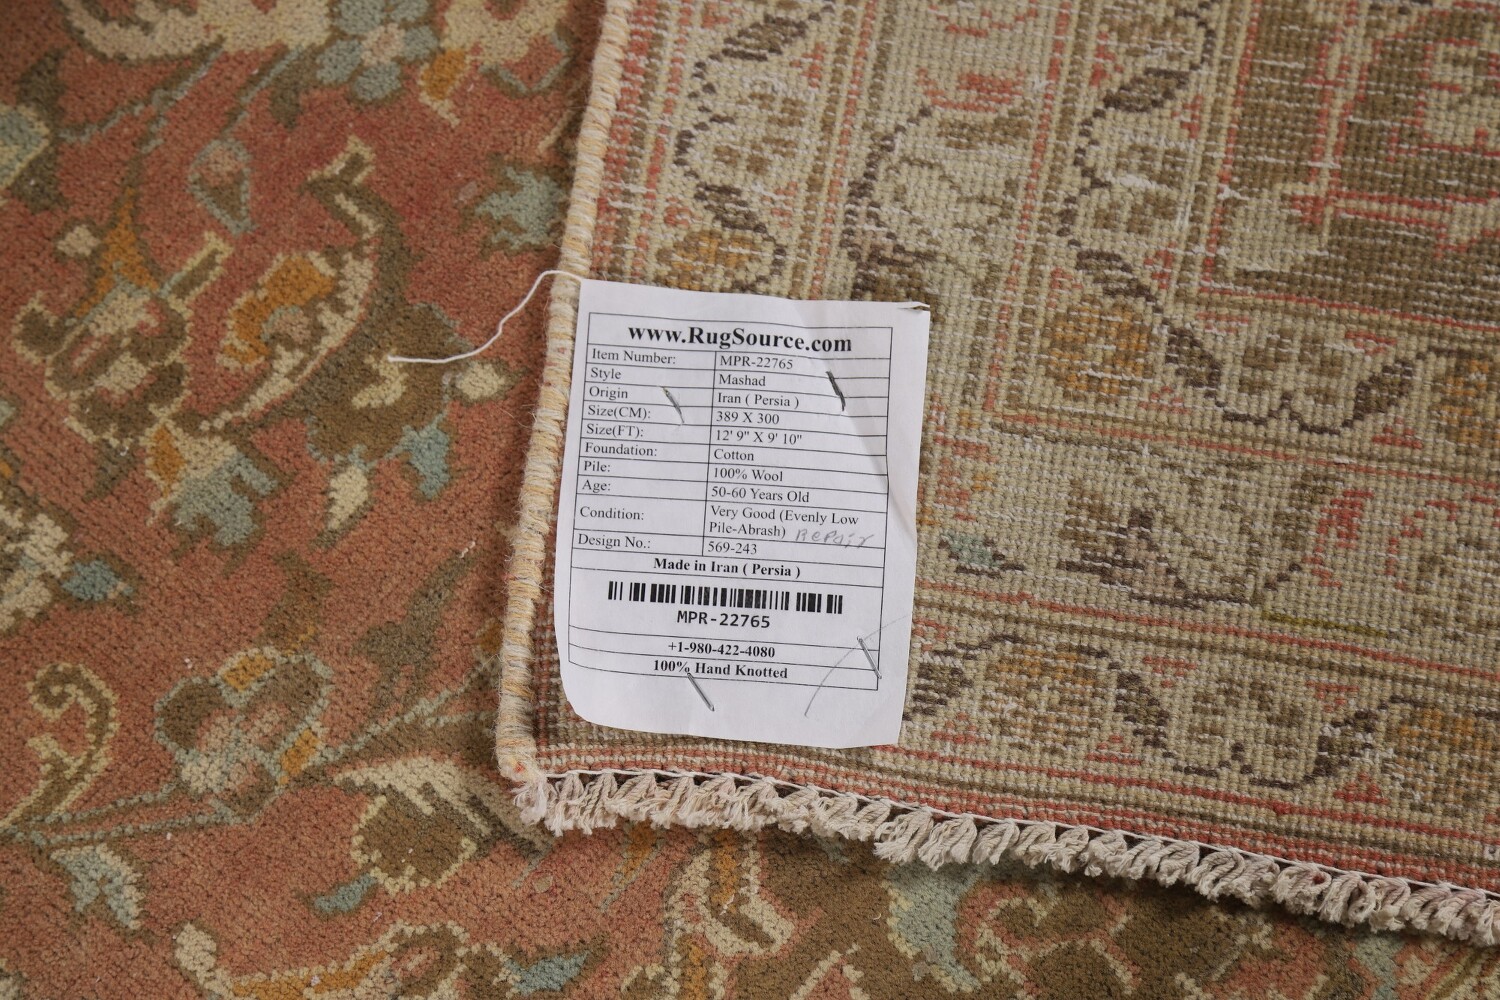 www.RugSource.com
Item Number: MPR-22765
Style Mashad
Origin Iran ( Persia )
Size(CM): 389 X 300
Size(FT): 12' 9" X 9' 10"
Foundation: Cotton
Pile: 100% Wool
Age: 50-60 Years Old
Condition: Very Good (Evenly Low
Pile-Abrash) Repair
Design No.: 569-243
Made in Iran ( Persia )
MPR-22765
+1-980-422-4080
100% Hand Knotted